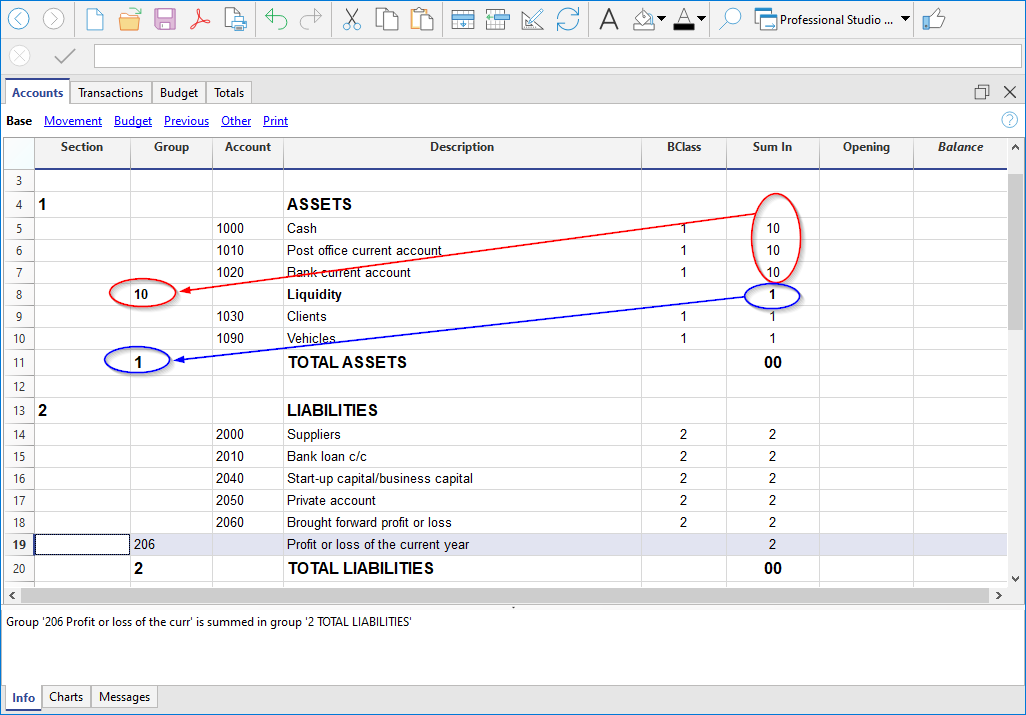 Professional Studio ...
Accounts Transactions Budget Totals
Base Movement Budget Previous Other Print
Section Group Account Description BClass Sum In Opening Balance
3
4 1 ASSETS
5 1000 Cash 1 10
6 1010 Post office current account 1 10
7 1020 Bank current account 1 10
8 10 Liquidity 1
9 1030 Clients 1 1
10 1090 Vehicles 1 1
11 1 TOTAL ASSETS 00
12
13 2 LIABILITIES
14 2000 Suppliers 2 2
15 2010 Bank loan c/c 2 2
16 2040 Start-up capital/business capital 2 2
17 2050 Private account 2 2
18 2060 Brought forward profit or loss 2 2
19 206 Profit or loss of the current year 2
20 2 TOTAL LIABILITIES 00
Group '206 Profit or loss of the curr' is summed in group '2 TOTAL LIABILITIES'
Info Charts Messages